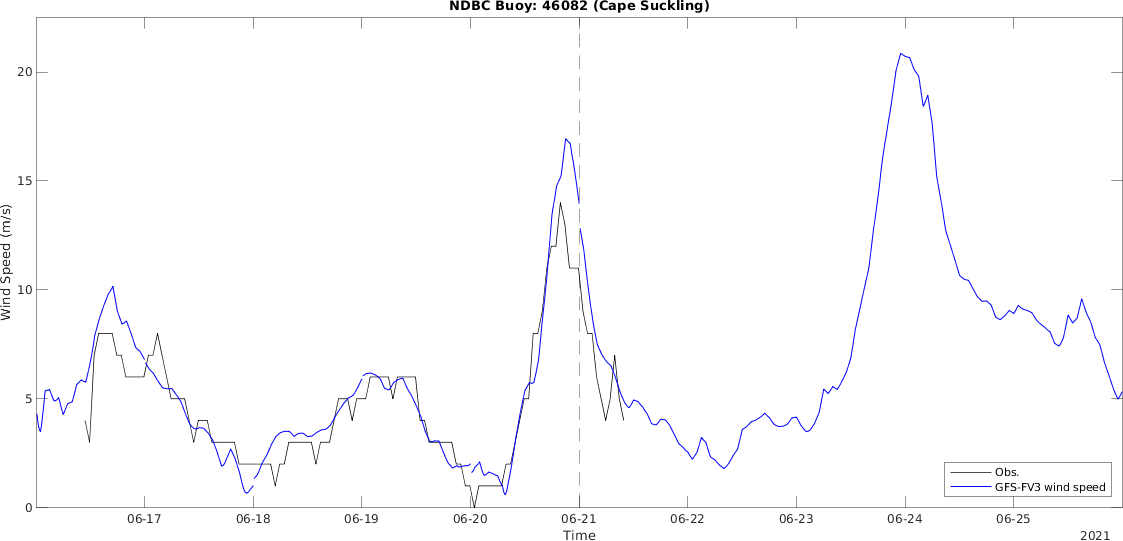 NDBC Buoy: 46082 (Cape Suckling)
Wind Speed (m/s)
20
15
10
5
0
06-17 06-18 06-19 06-20 06-21 06-22 06-23 06-24 06-25
Time
2021
Obs.
GFS-FV3 wind speed